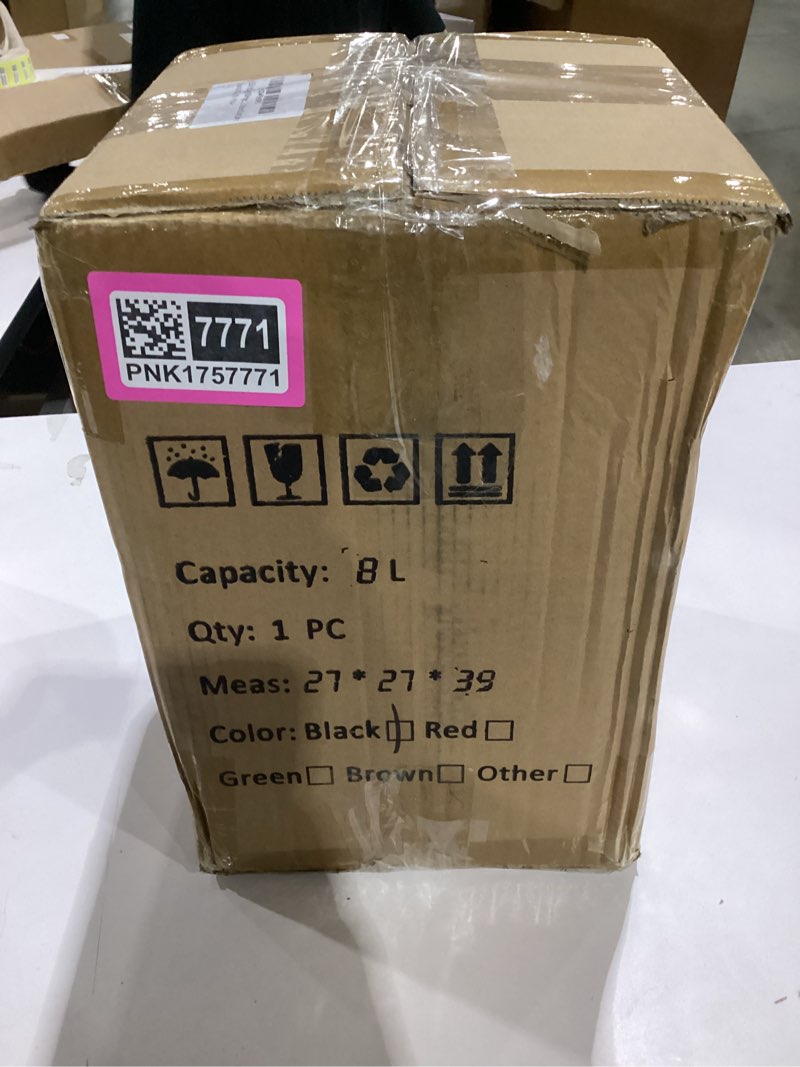 7771
PNK1757771
Capacity: 8 L
Qty: 1 PC
Meas: 27 * 27 * 39
Color: Black Red
Green Brown Other